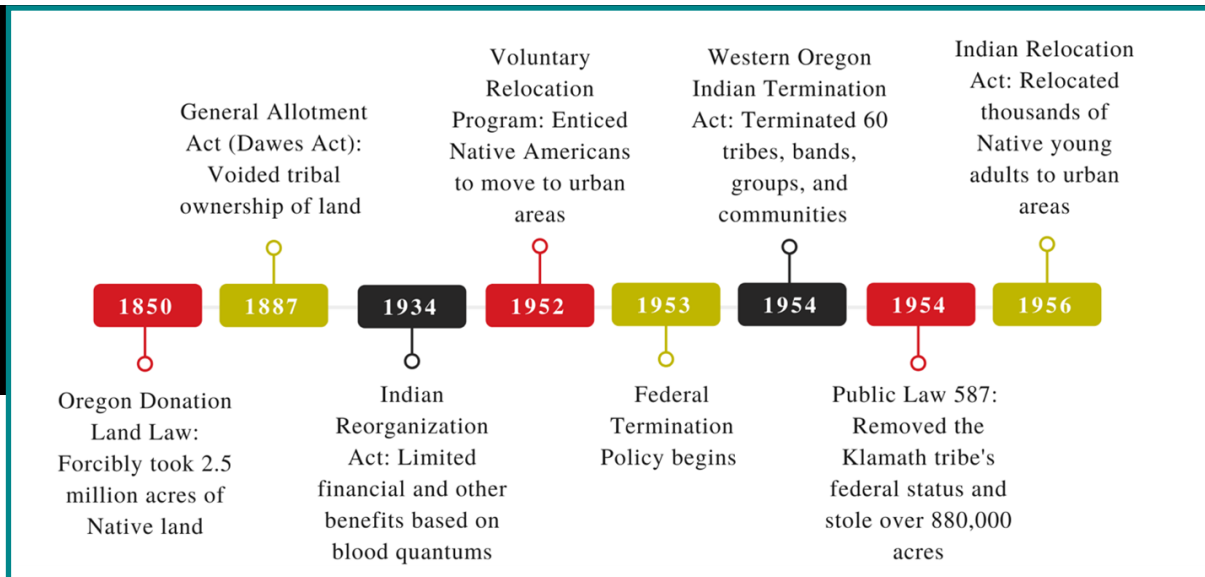 1850
Oregon Donation
Land Law:
Forcibly took 2.5
million acres of
Native land
General Allotment
Act (Dawes Act):
Voided tribal
ownership of land
1887
1934
Indian
Reorganization
Act: Limited
financial and other
benefits based on
blood quantums
Voluntary
Relocation
Program: Enticed
Native Americans
to move to urban
areas
1952
1953
Federal
Termination
Policy begins
Western Oregon
Indian Termination
Act: Terminated 60
tribes, bands,
groups, and
communities
1954
1954
Public Law 587:
Removed the
Klamath tribe's
federal status and
stole over 880,000
acres
Indian Relocation
Act: Relocated
thousands of
Native young
adults to urban
areas
1956